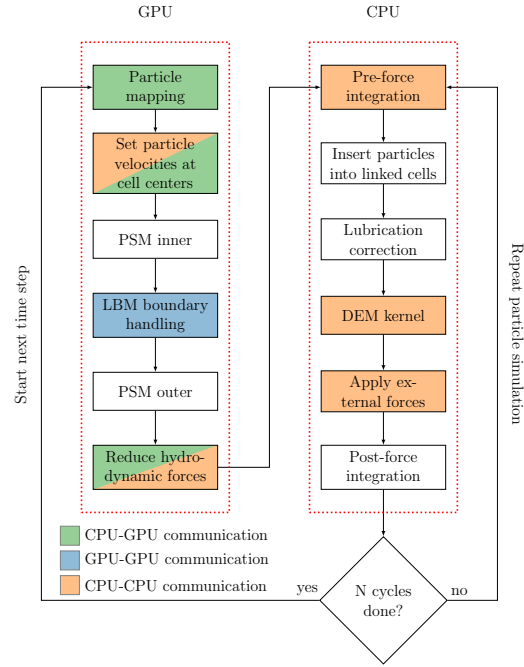 GPU
Particle
mapping
Set particle
velocities at
cell centers
PSM inner
LBM boundary
handling
PSM outer
Reduce hydro-
dynamic forces
CPU
Pre-force
integration
Insert particles
into linked cells
Lubrication
correction
DEM kernel
Apply ex-
ternal forces
Post-force
integration
N cycles
done?
yes
no
Start next time step
Repeat particle simulation
CPU-GPU communication
GPU-GPU communication
CPU-CPU communication